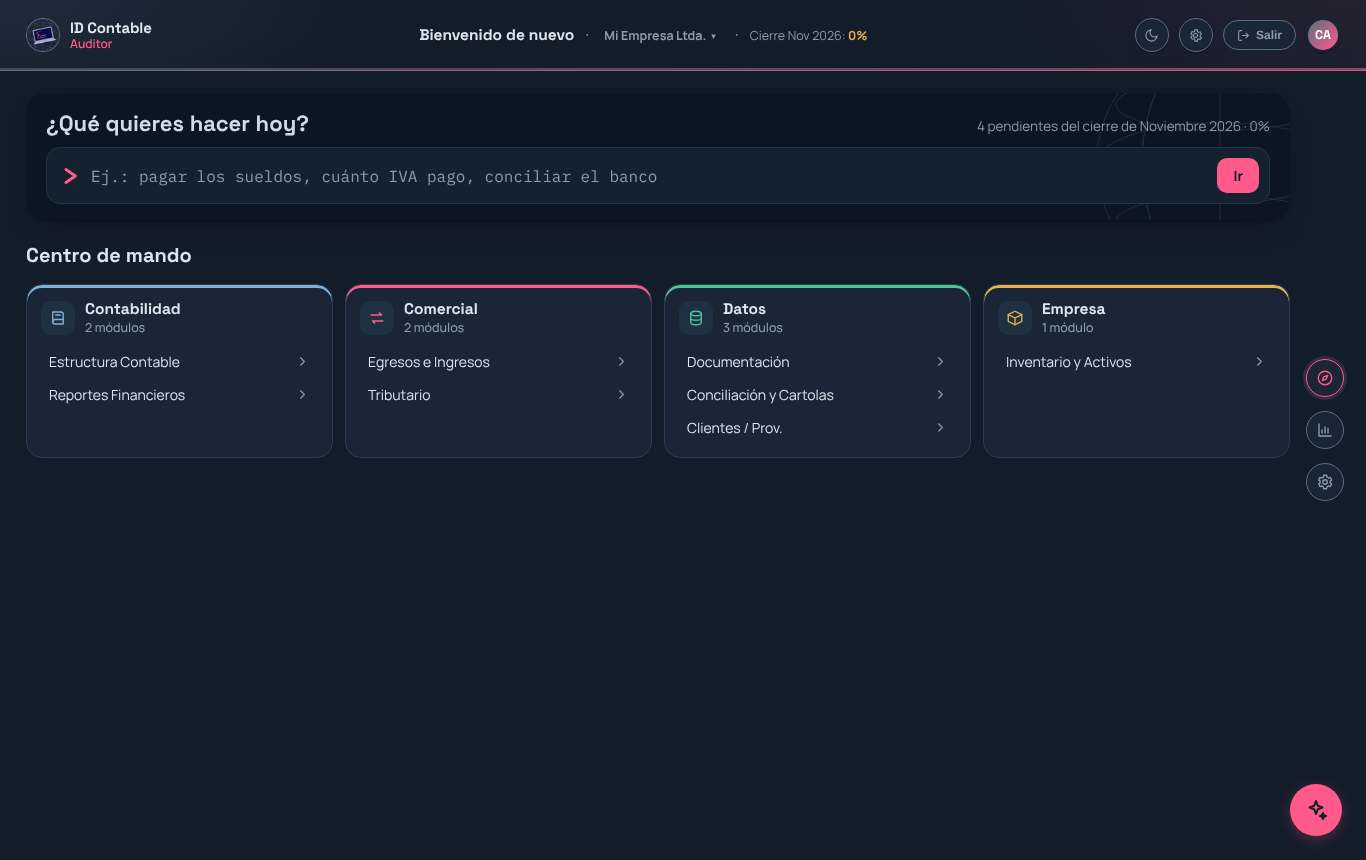 ID Contable
Auditor
Bienvenido de nuevo · Mi Empresa Ltda. ▾ · Cierre Nov 2026: 0%
Salir
CA
¿Qué quieres hacer hoy?
4 pendientes del cierre de Noviembre 2026 · 0%
Ej.: pagar los sueldos, cuánto IVA pago, conciliar el banco
Ir
Centro de mando
Contabilidad
2 módulos
Estructura Contable
Reportes Financieros
Comercial
2 módulos
Egresos e Ingresos
Tributario
Datos
3 módulos
Documentación
Conciliación y Cartolas
Clientes / Prov.
Empresa
1 módulo
Inventario y Activos